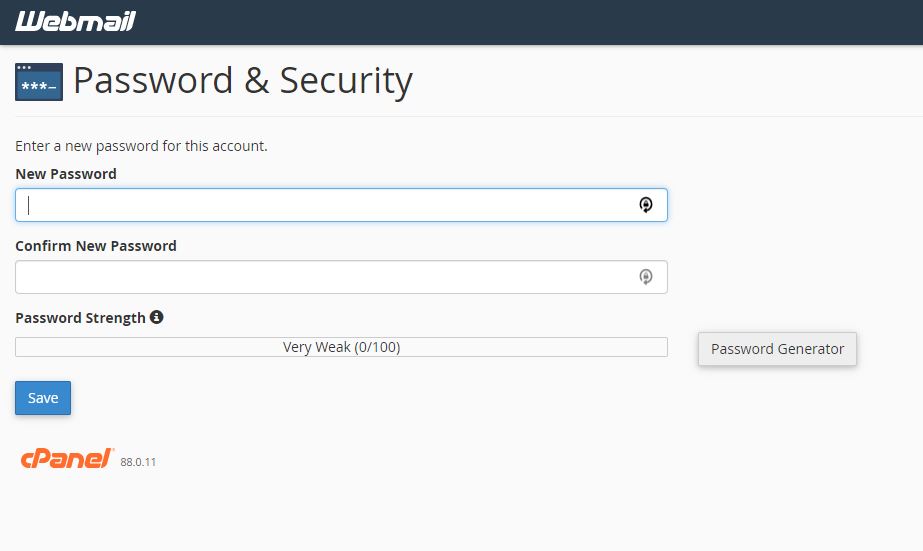 Webmail
***–
Password & Security
Enter a new password for this account.
New Password
Confirm New Password
Password Strength
Very Weak (0/100)
Password Generator
Save
cPanel 88.0.11